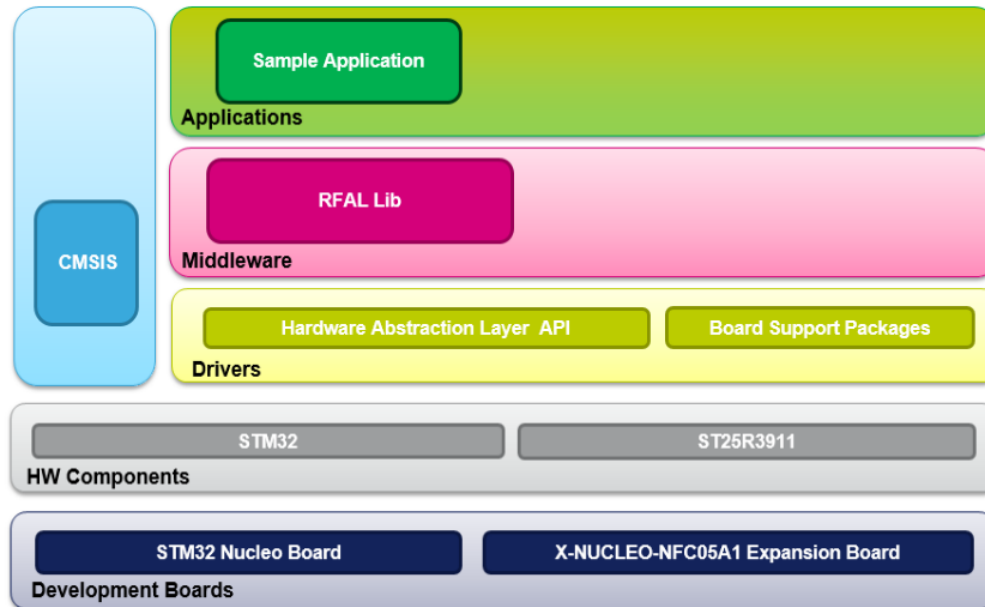 Sample Application
Applications
RFAL Lib
CMSIS
Middleware
Hardware Abstraction Layer API
Board Support Packages
Drivers
STM32
ST25R3911
HW Components
STM32 Nucleo Board
X-NUCLEO-NFC05A1 Expansion Board
Development Boards